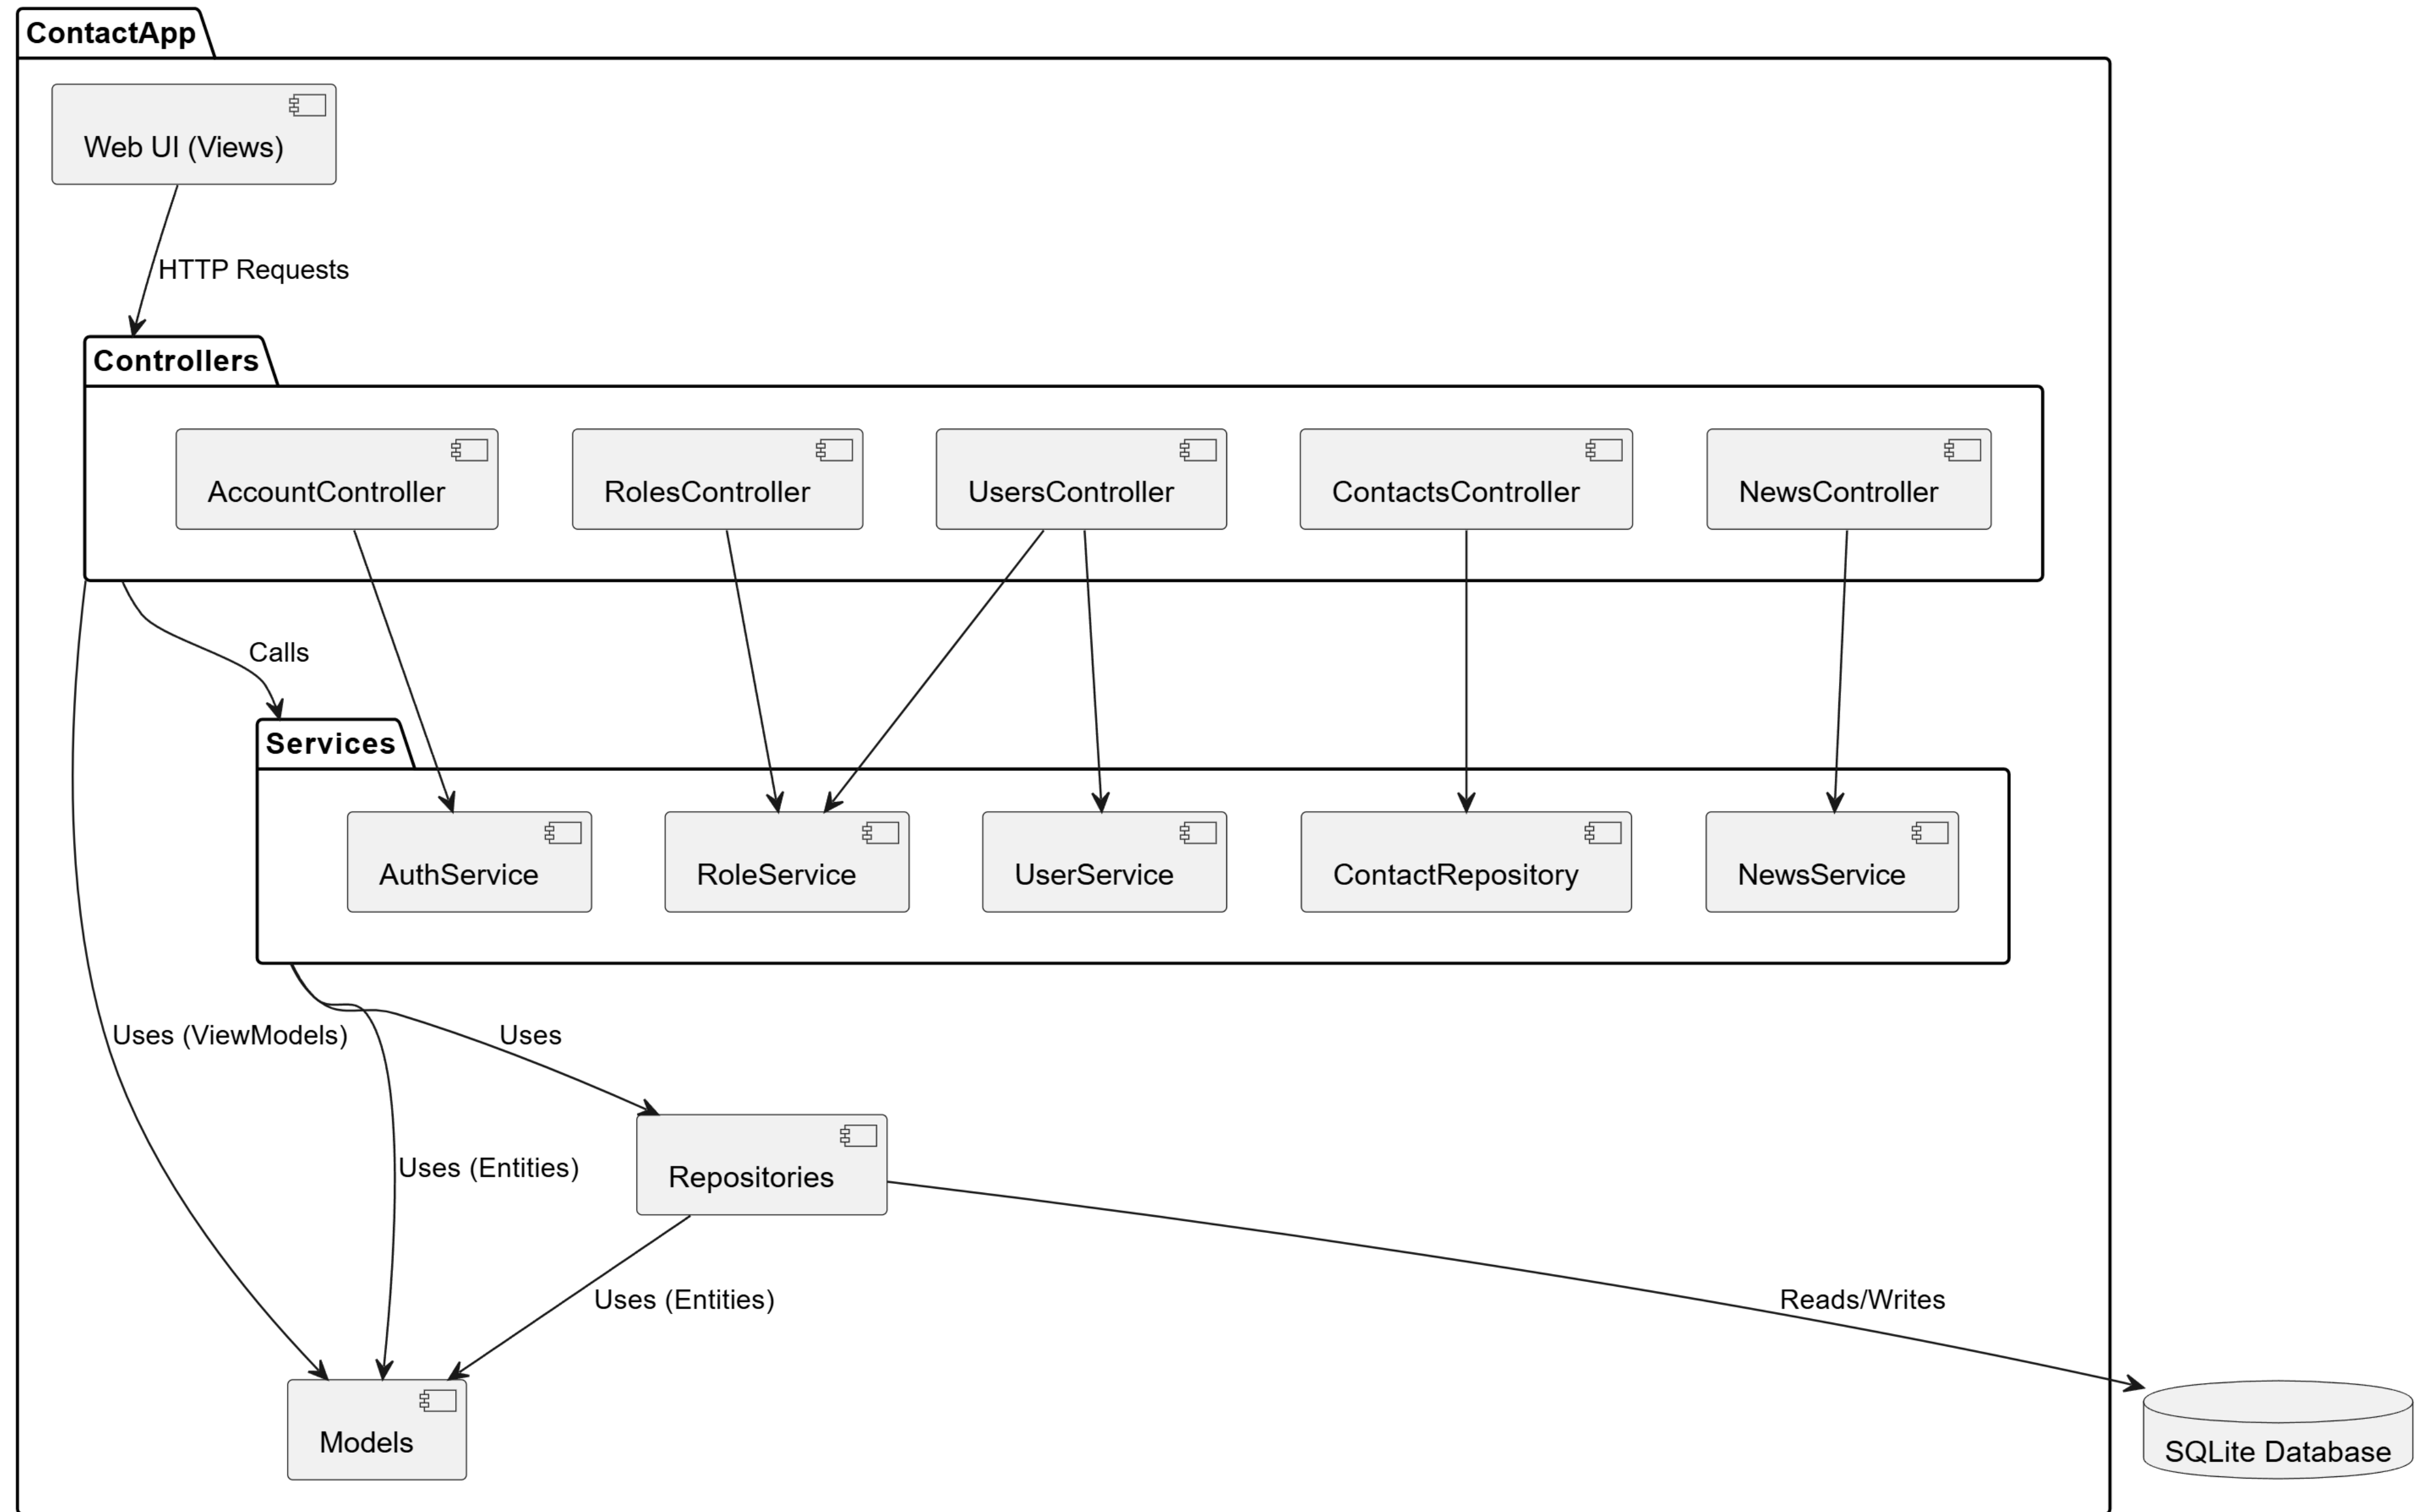 ContactApp
Web UI (Views)
HTTP Requests
Controllers
AccountController
RolesController
UsersController
ContactsController
NewsController
Calls
Services
AuthService
RoleService
UserService
ContactRepository
NewsService
Uses (ViewModels)
Uses
Uses (Entities)
Repositories
Uses (Entities)
Reads/Writes
Models
SQLite Database